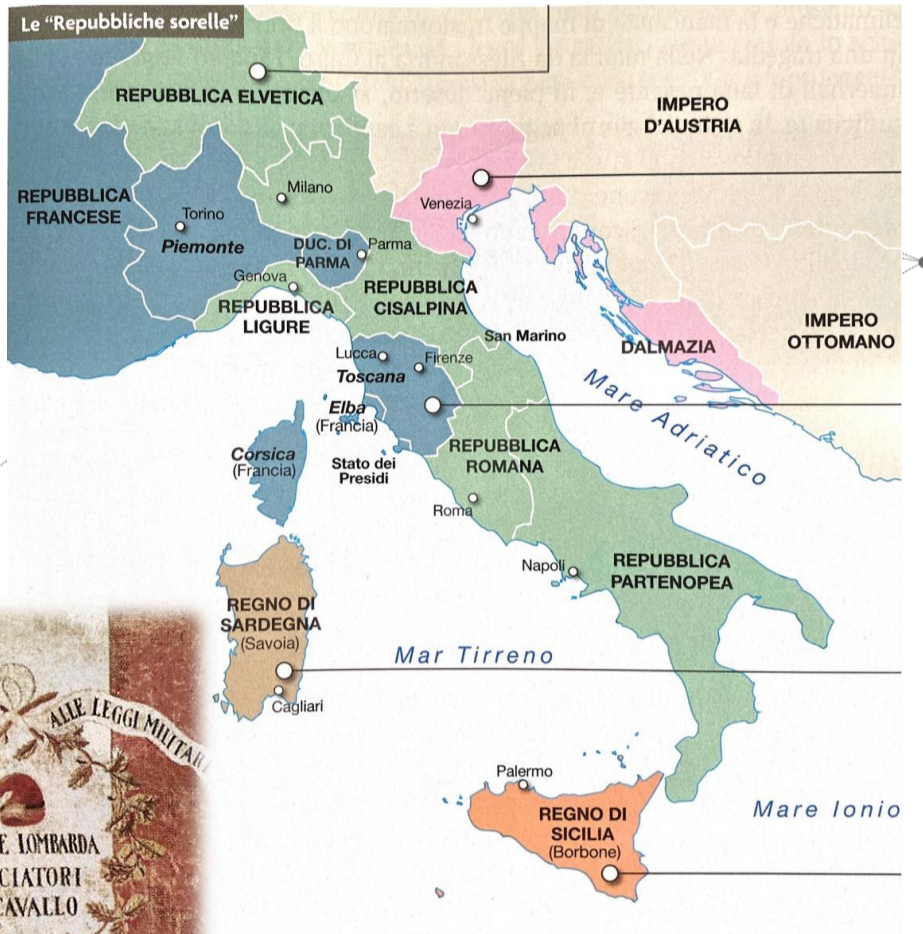 Le "Repubbliche sorelle"
REPUBBLICA ELVETICA
IMPERO
D'AUSTRIA
REPUBBLICA
FRANCESE
Milano
Torino
Piemonte
Venezia
DUC. DI
PARMA
Parma
Genova
REPUBBLICA
LIGURE
REPUBBLICA
CISALPINA
San Marino
DALMAZIA
IMPERO
OTTOMANO
Lucca
Firenze
Toscana
Elba
(Francia)
Mare Adriatico
Corsica
(Francia)
Stato dei
Presidi
REPUBBLICA
ROMANA
Roma
Napoli
REPUBBLICA
PARTENOPEA
REGNO DI
SARDEGNA
(Savoia)
Mar Tirreno
Cagliari
Palermo
REGNO DI
SICILIA
(Borbone)
Mare Ionio
ALLE LEGGI MILITAR
E LOMBARDA
CIATORI
CAVALLO